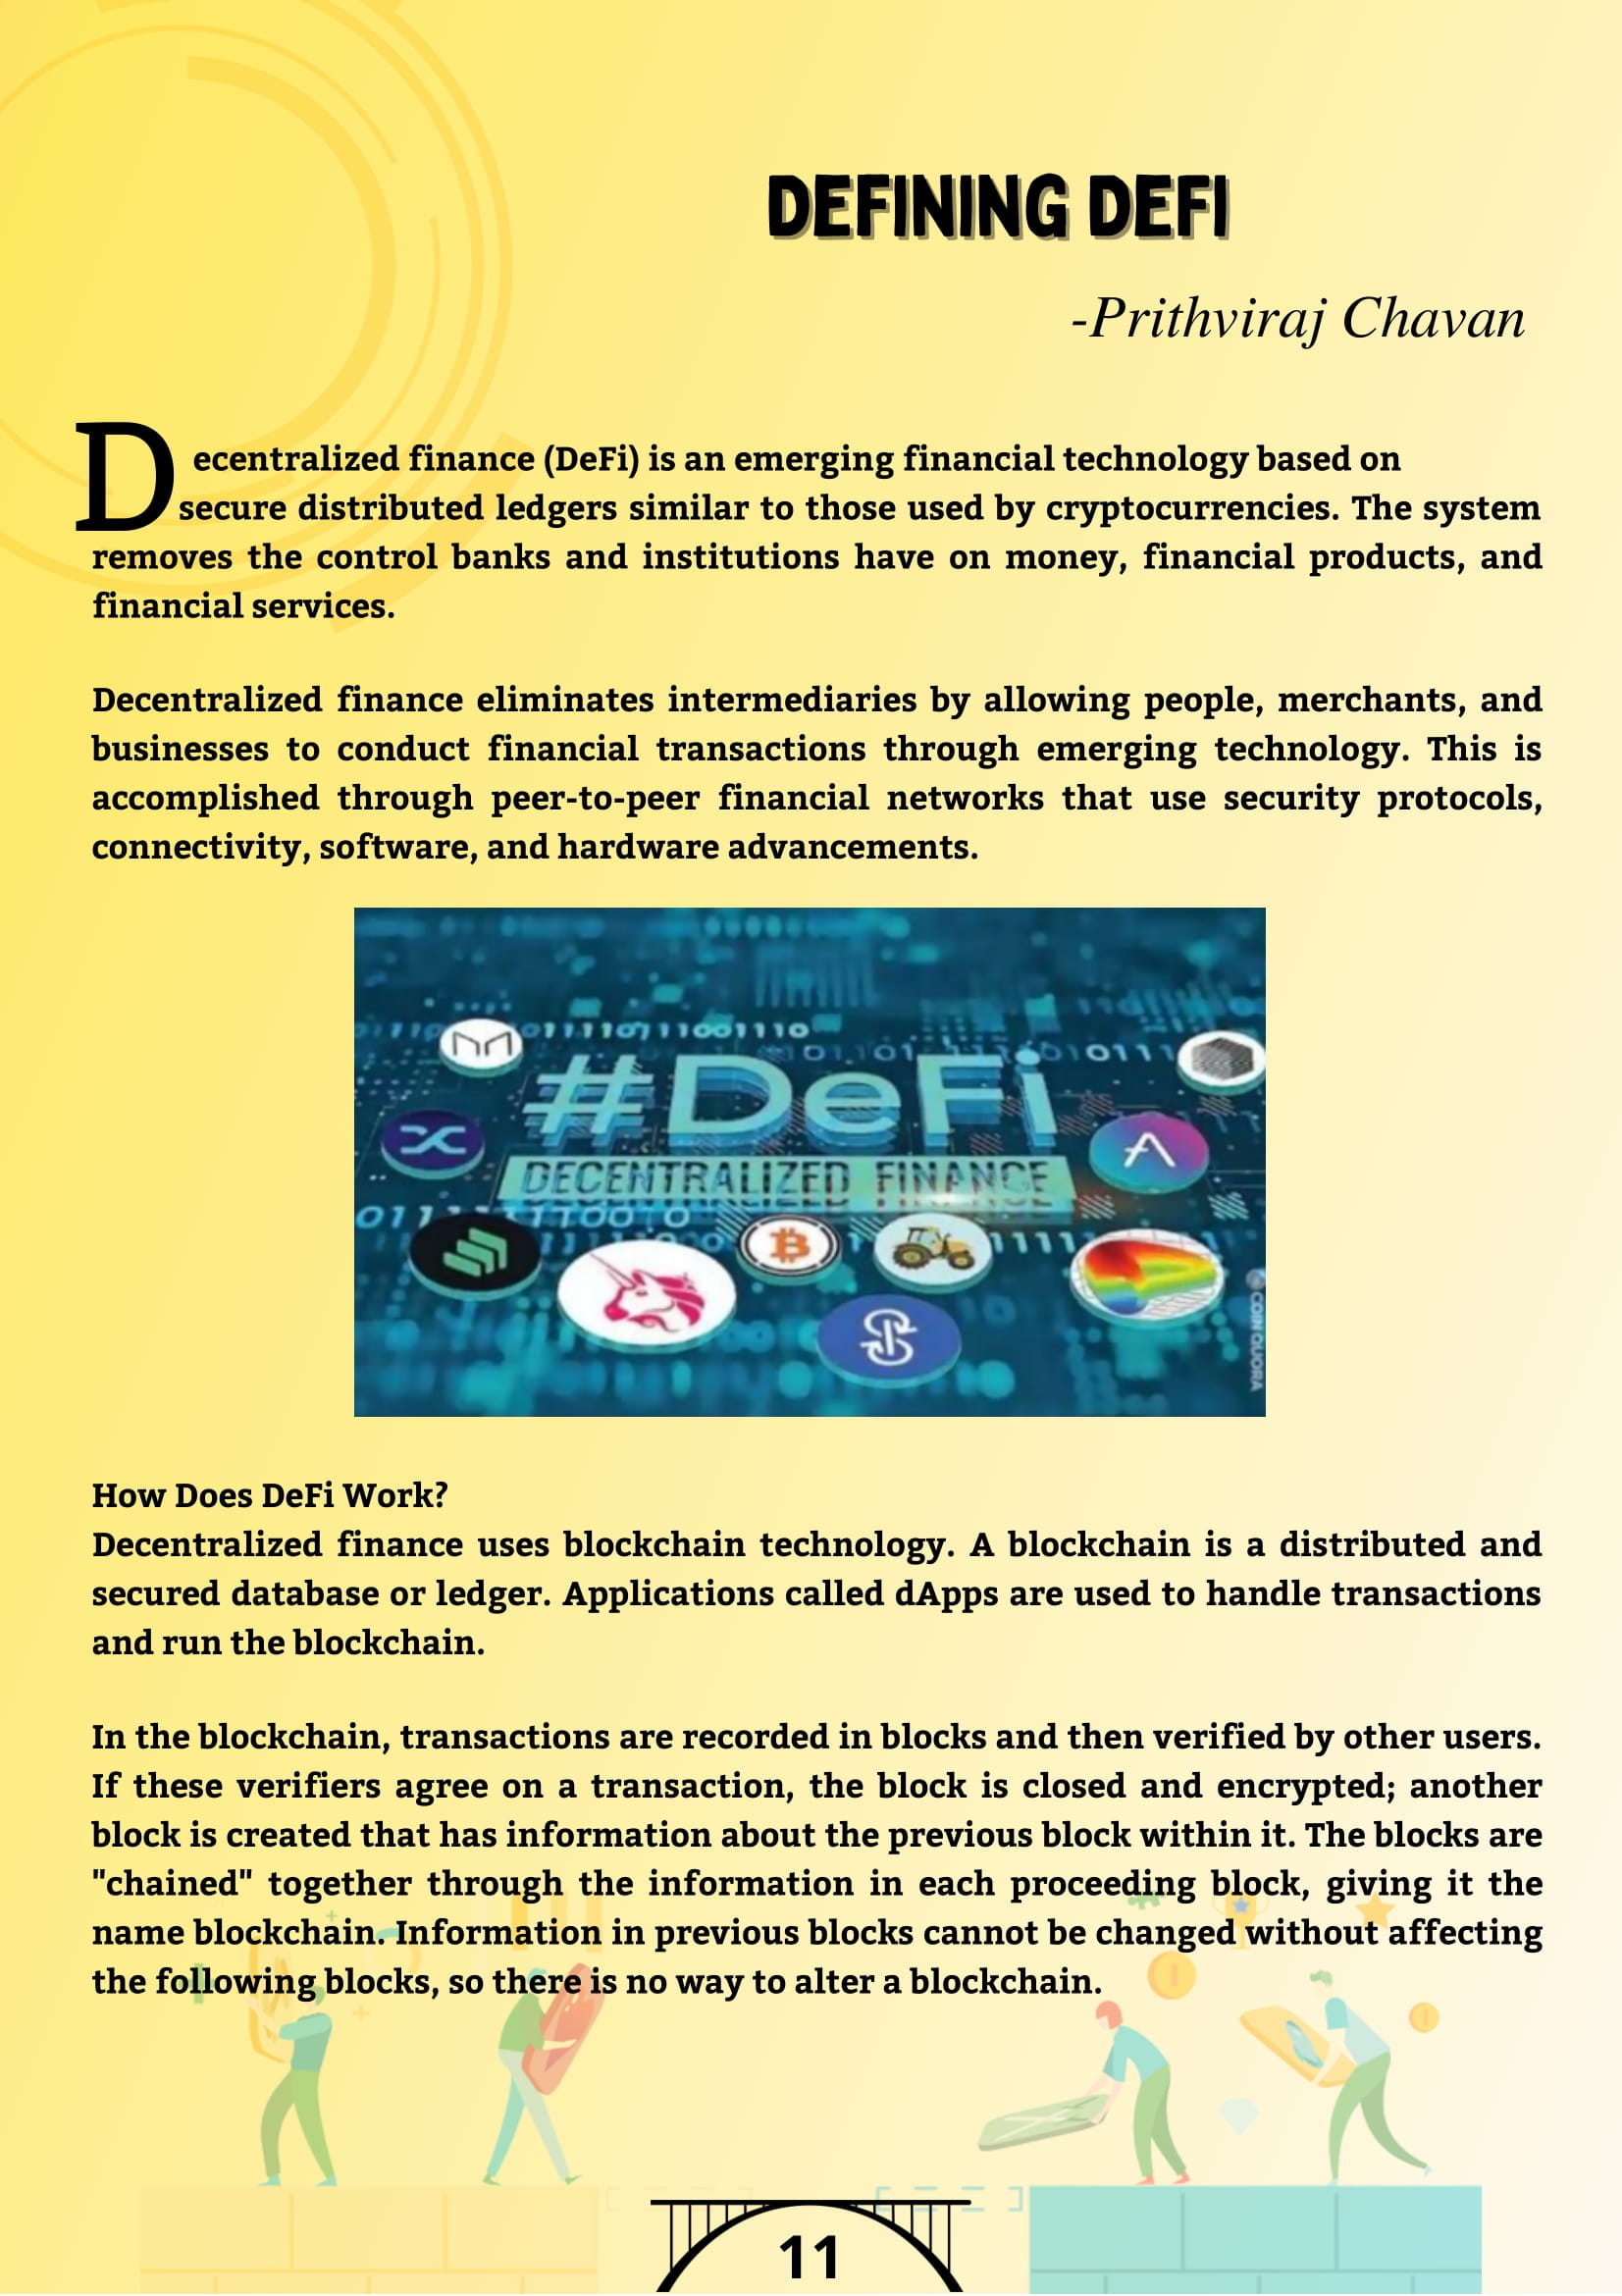 DEFINING DEFI
-Prithviraj Chavan
Decentralized finance (DeFi) is an emerging financial technology based on
secure distributed ledgers similar to those used by cryptocurrencies. The system
removes the control banks and institutions have on money, financial products, and
financial services.
Decentralized finance eliminates intermediaries by allowing people, merchants, and
businesses to conduct financial transactions through emerging technology. This is
accomplished through peer-to-peer financial networks that use security protocols,
connectivity, software, and hardware advancements.
#DeFi
DECENTRALIZED FINANCE
© COIN QUORA
How Does DeFi Work?
Decentralized finance uses blockchain technology. A blockchain is a distributed and
secured database or ledger. Applications called dApps are used to handle transactions
and run the blockchain.
In the blockchain, transactions are recorded in blocks and then verified by other users.
If these verifiers agree on a transaction, the block is closed and encrypted; another
block is created that has information about the previous block within it. The blocks are
"chained" together through the information in each proceeding block, giving it the
name blockchain. Information in previous blocks cannot be changed without affecting
the following blocks, so there is no way to alter a blockchain.
11